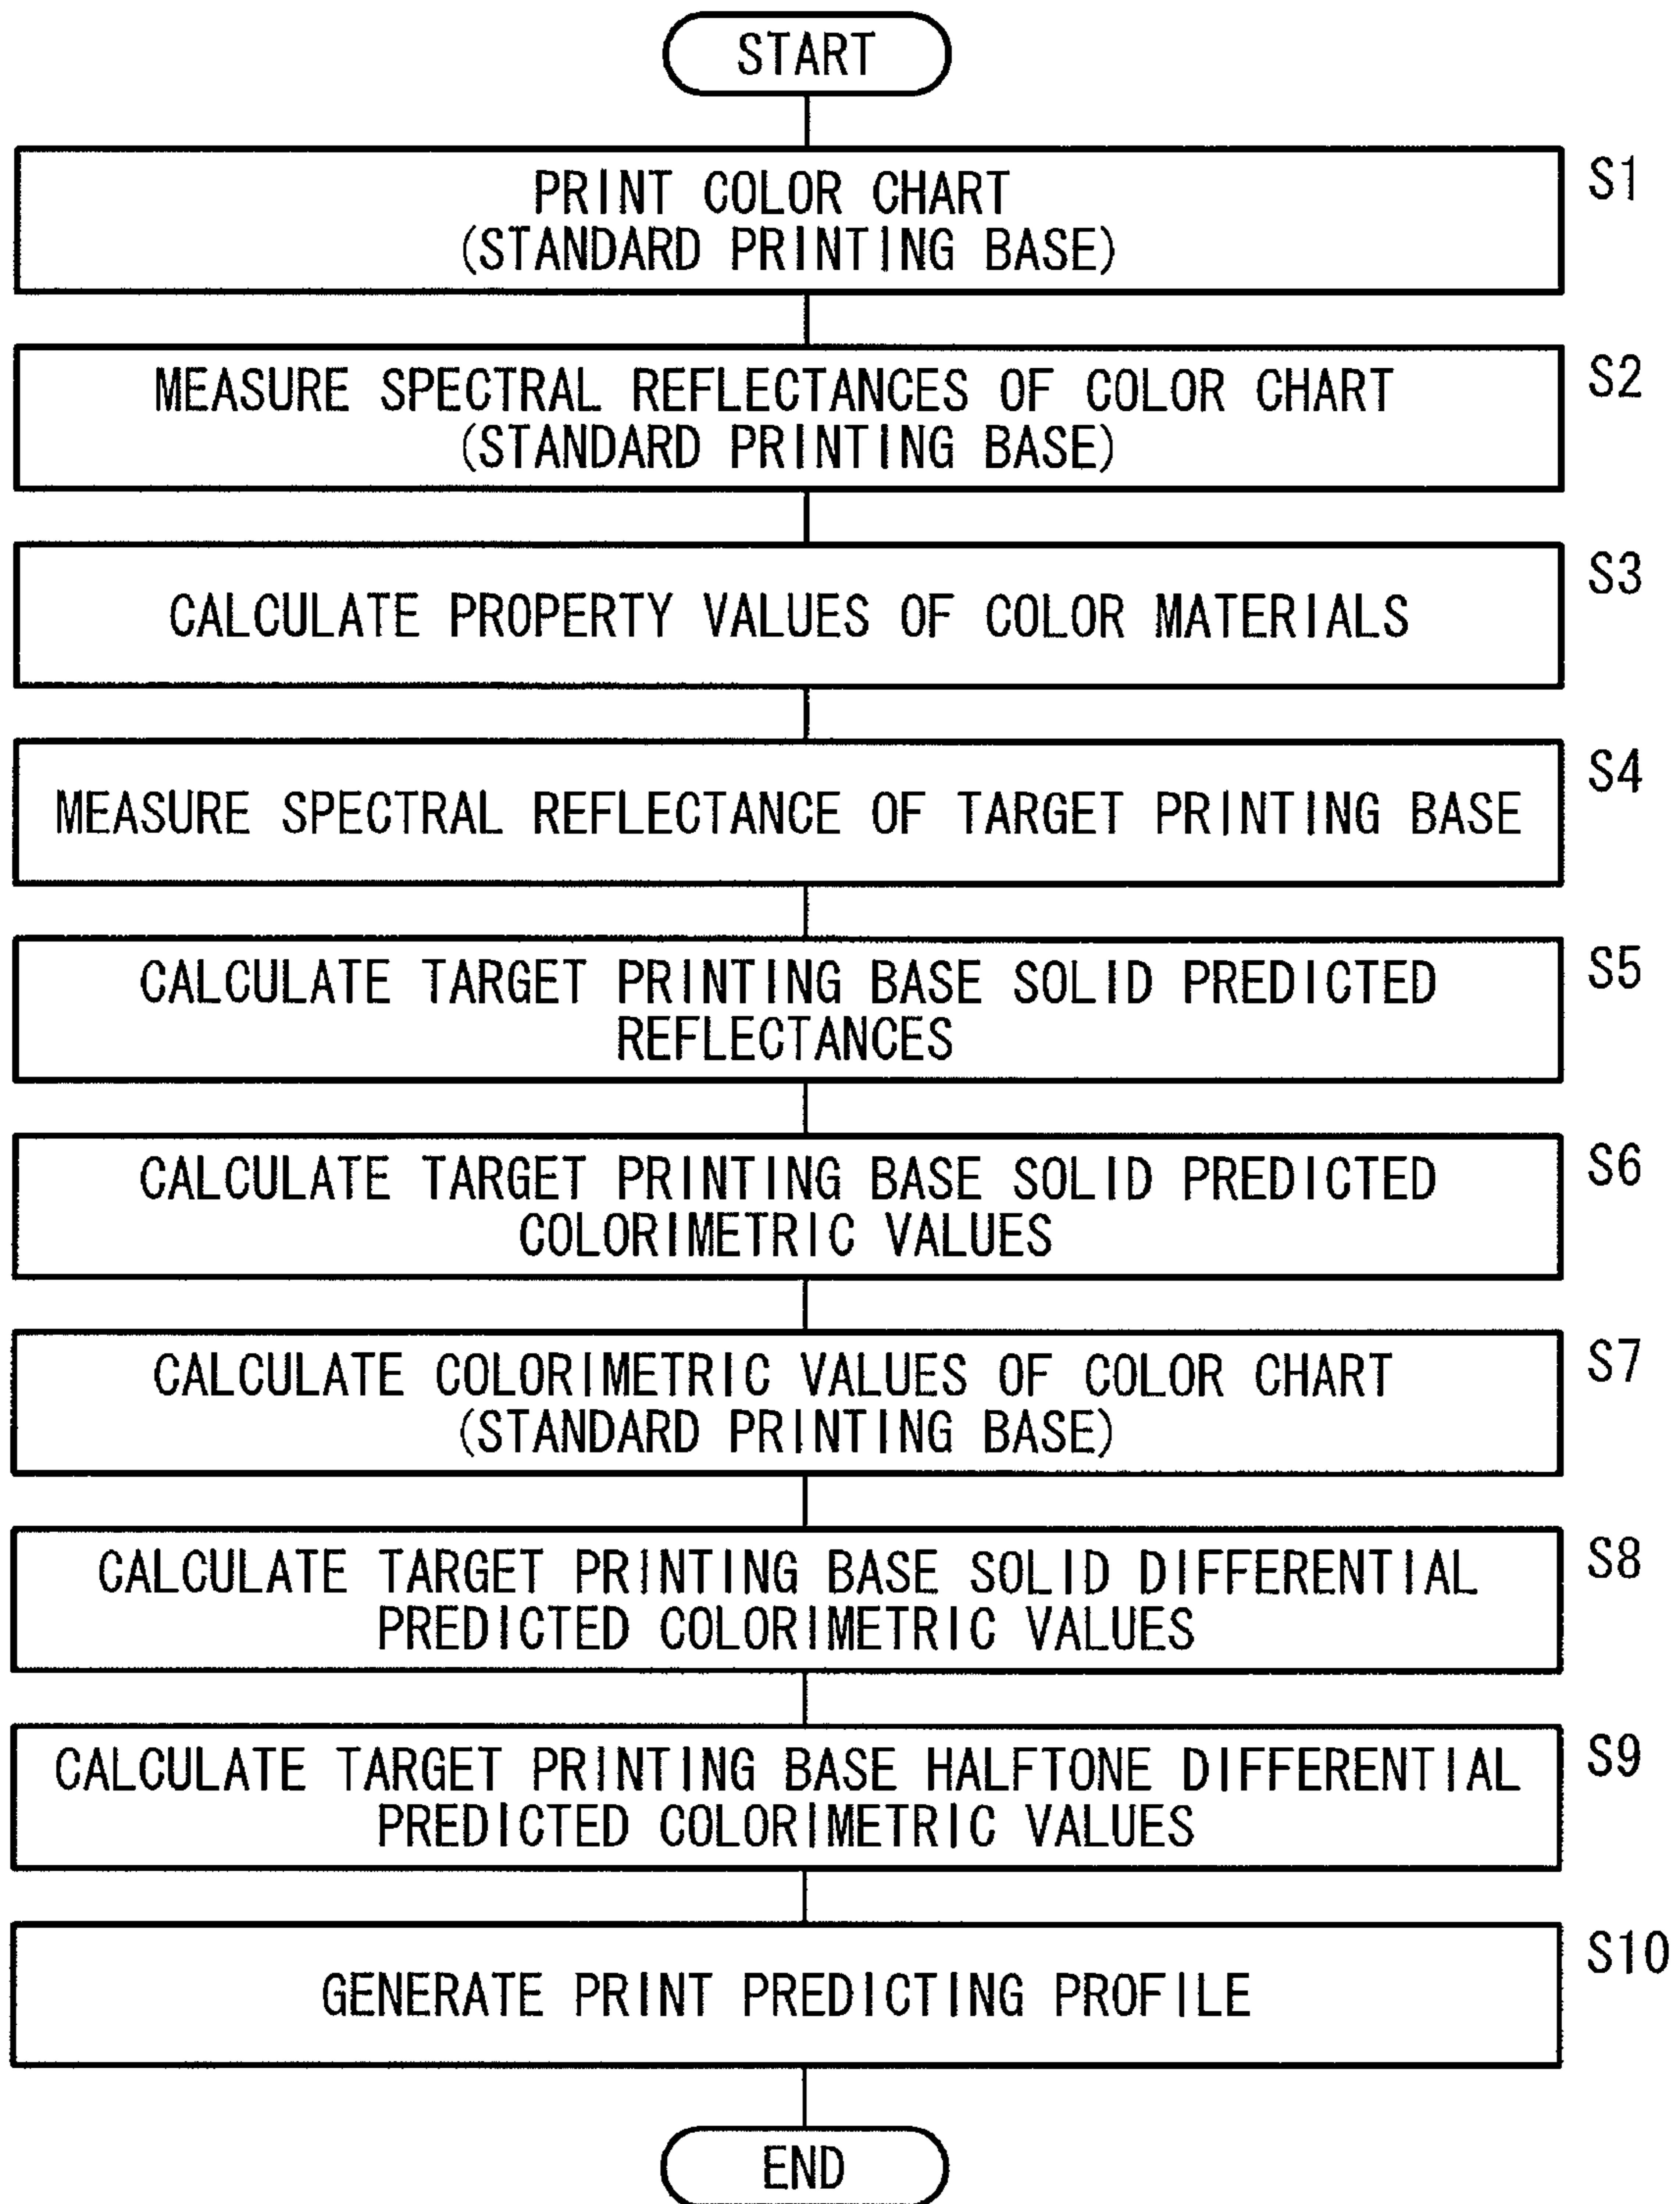 START
PRINT COLOR CHART
(STANDARD PRINTING BASE)
S1
MEASURE SPECTRAL REFLECTANCES OF COLOR CHART
(STANDARD PRINTING BASE)
S2
CALCULATE PROPERTY VALUES OF COLOR MATERIALS
S3
MEASURE SPECTRAL REFLECTANCE OF TARGET PRINTING BASE
S4
CALCULATE TARGET PRINTING BASE SOLID PREDICTED
REFLECTANCES
S5
CALCULATE TARGET PRINTING BASE SOLID PREDICTED
COLORIMETRIC VALUES
S6
CALCULATE COLORIMETRIC VALUES OF COLOR CHART
(STANDARD PRINTING BASE)
S7
CALCULATE TARGET PRINTING BASE SOLID DIFFERENTIAL
PREDICTED COLORIMETRIC VALUES
S8
CALCULATE TARGET PRINTING BASE HALFTONE DIFFERENTIAL
PREDICTED COLORIMETRIC VALUES
S9
GENERATE PRINT PREDICTING PROFILE
S10
END